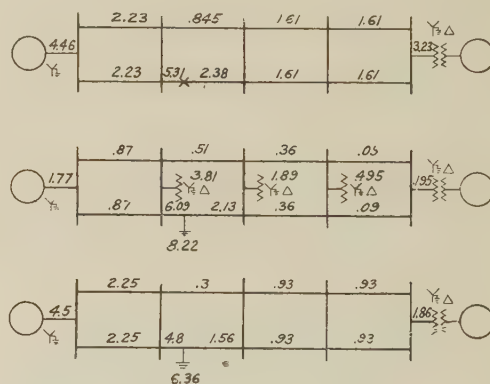 2.23 .845 1.61 1.61
4.46 3.23 Y Δ
Y
2.23 5.31 2.38 1.61 1.61
.87 .51 .36 .05
1.77 3.81 1.89 .495 .195 Y Δ
Y Y Δ Y Δ Y Δ
.87 6.09 2.13 .36 .09
8.22
2.25 .3 .93 .93
4.5 1.86 Y Δ
Y
2.25 4.8 1.56 .93 .93
6.36